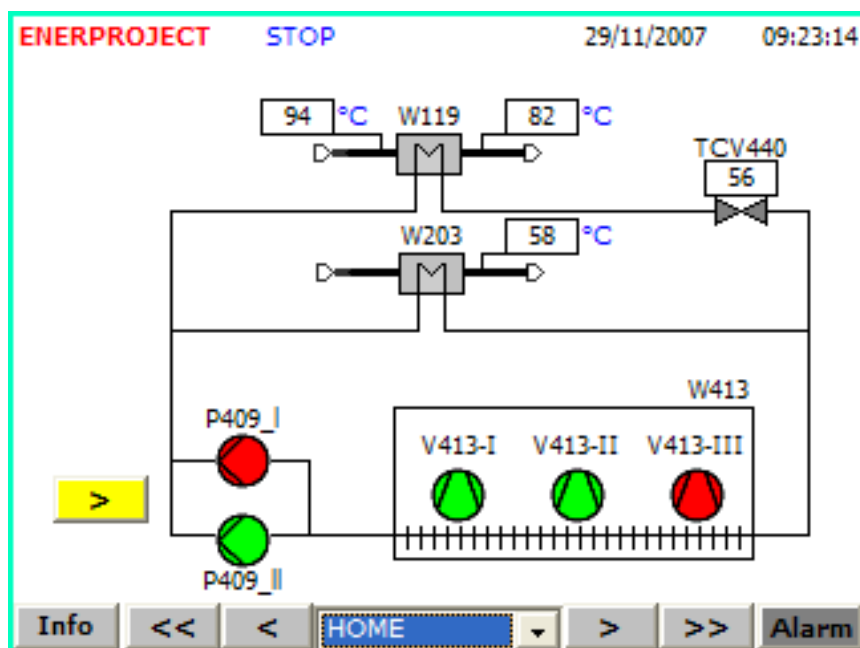 ENERPROJECT STOP 29/11/2007 09:23:14
94 °C W119 82 °C
TCV440
56
W203 58 °C
W413
P409_I
V413-I V413-II V413-III
>
P409_II
Info << < HOME > >> Alarm